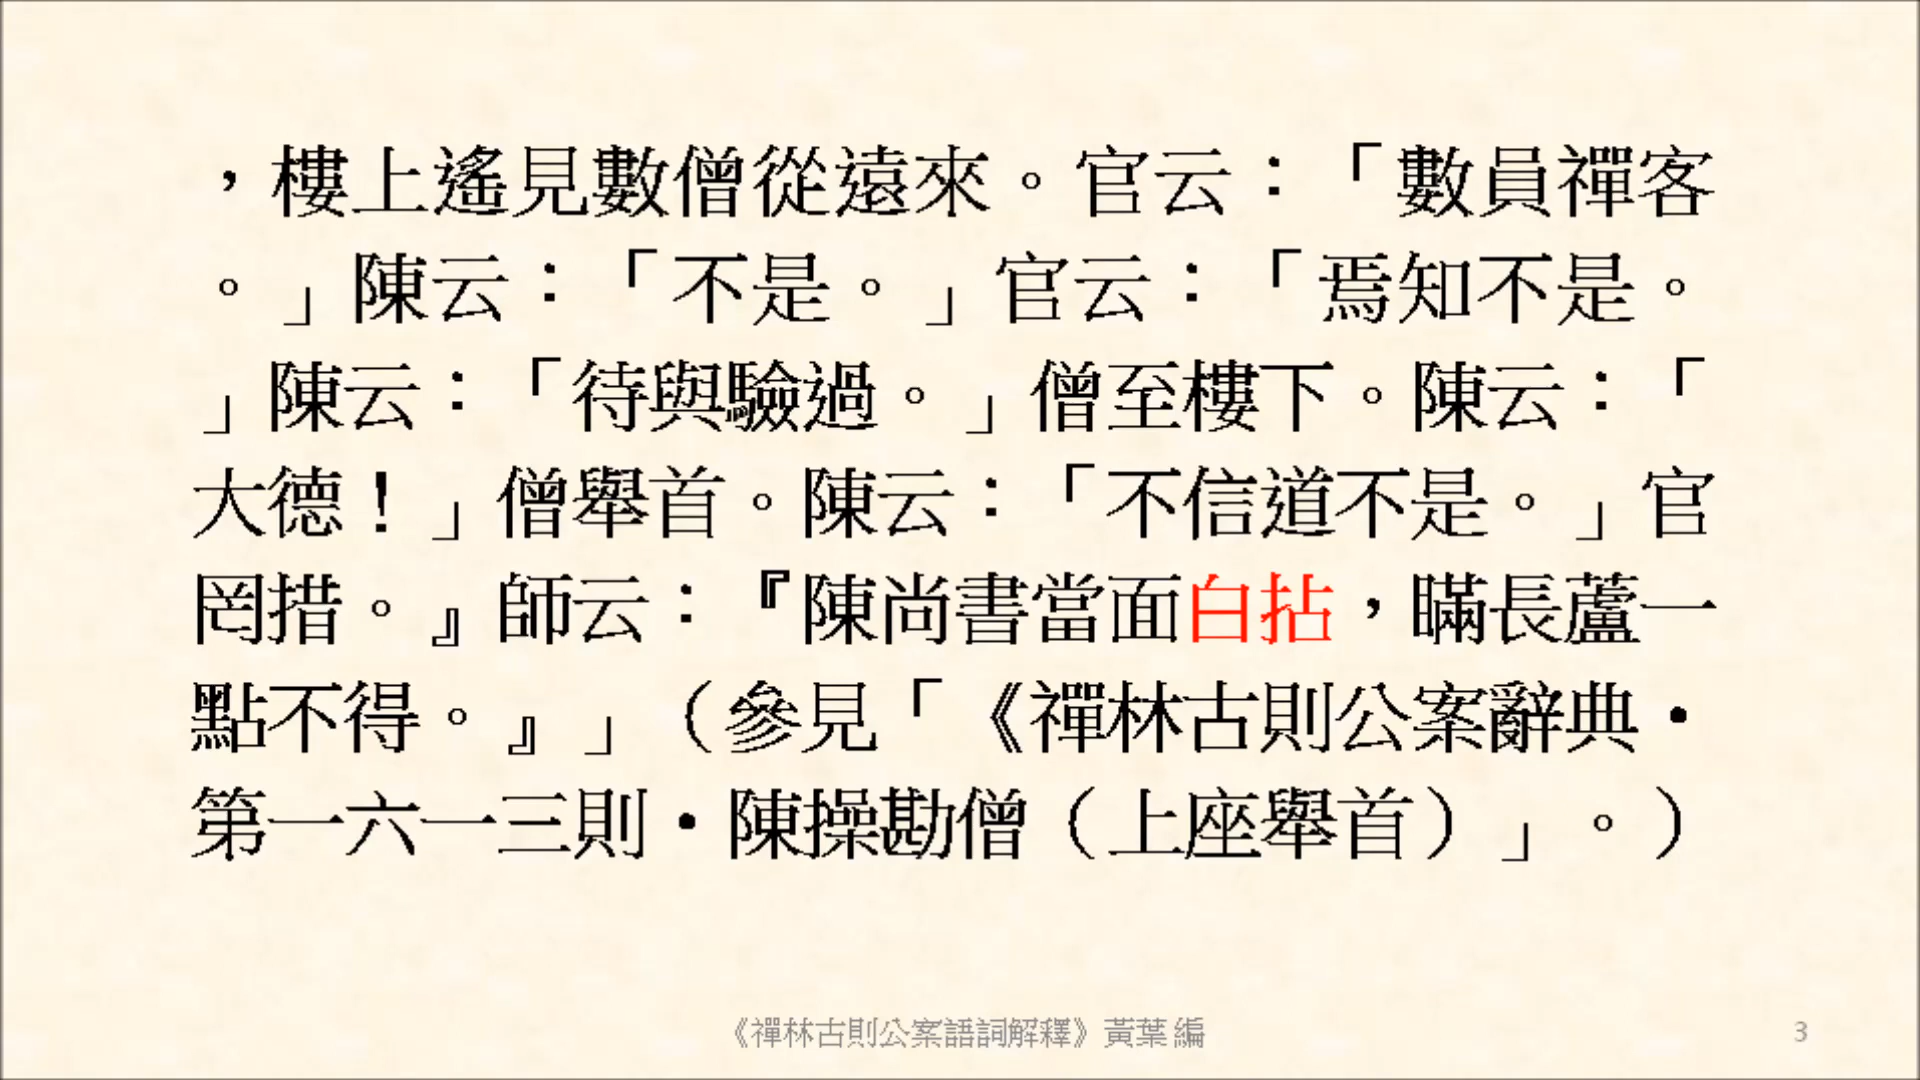 ，樓上遙見數僧從遠來。官云：「數員禪客
。」陳云：「不是。」官云：「焉知不是。
」陳云：「待與驗過。」僧至樓下。陳云：「
大德！」僧舉首。陳云：「不信道不是。」官
罔措。』師云：『陳尚書當面白拈，瞞長蘆一
點不得。』」（參見「《禪林古則公案辭典‧
第一六一三則‧陳操勘僧（上座舉首）」。）
《禪林古則公案語詞解釋》黃葉 編
3